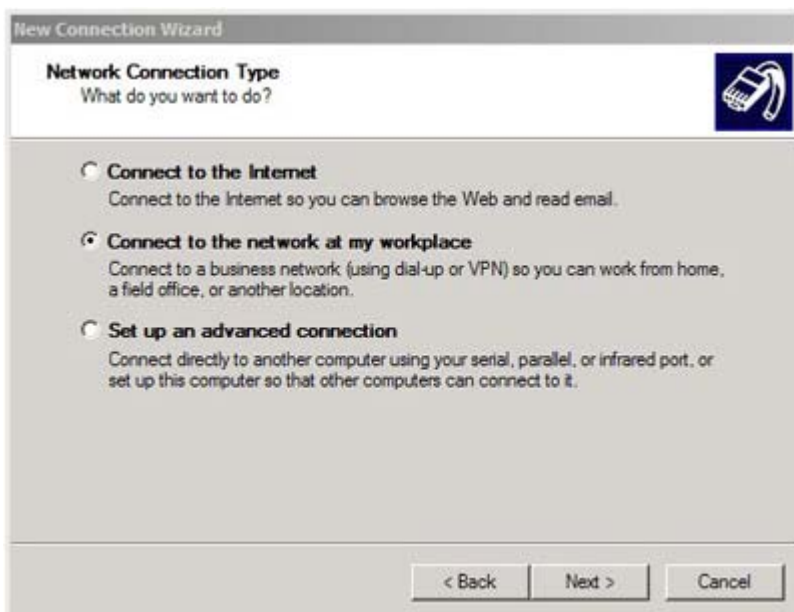 New Connection Wizard
Network Connection Type
What do you want to do?
Connect to the Internet
Connect to the Internet so you can browse the Web and read email.
Connect to the network at my workplace
Connect to a business network (using dial-up or VPN) so you can work from home,
a field office, or another location.
Set up an advanced connection
Connect directly to another computer using your serial, parallel, or infrared port, or
set up this computer so that other computers can connect to it.
< Back Next > Cancel